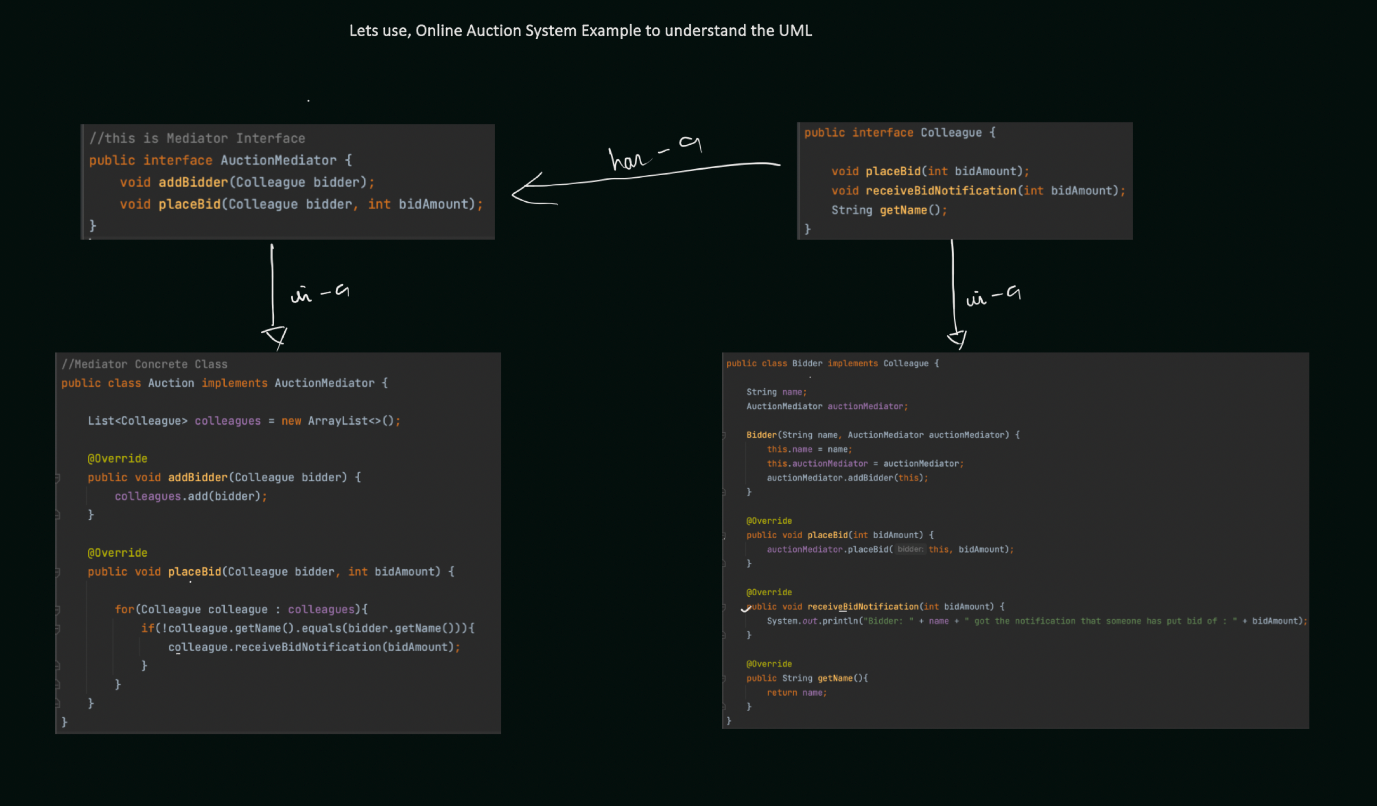 Lets use, Online Auction System Example to understand the UML
//this is Mediator Interface
public interface AuctionMediator {
void addBidder(Colleague bidder);
void placeBid(Colleague bidder, int bidAmount);
}
has-a
public interface Colleague {
void placeBid(int bidAmount);
void receiveBidNotification(int bidAmount);
String getName();
}
is-a
is-a
//Mediator Concrete Class
public class Auction implements AuctionMediator {
List<Colleague> colleagues = new ArrayList<>();
@Override
public void addBidder(Colleague bidder) {
colleagues.add(bidder);
}
@Override
public void placeBid(Colleague bidder, int bidAmount) {
for(Colleague colleague : colleagues){
if(!colleague.getName().equals(bidder.getName())){
colleague.receiveBidNotification(bidAmount);
}
}
}
}
public class Bidder implements Colleague {
String name;
AuctionMediator auctionMediator;
Bidder(String name, AuctionMediator auctionMediator) {
this.name = name;
this.auctionMediator = auctionMediator;
auctionMediator.addBidder(this);
}
@Override
public void placeBid(int bidAmount) {
auctionMediator.placeBid( bidder: this, bidAmount);
}
@Override
public void receiveBidNotification(int bidAmount) {
System.out.println("Bidder: " + name + " got the notification that someone has put bid of : " + bidAmount);
}
@Override
public String getName(){
return name;
}
}